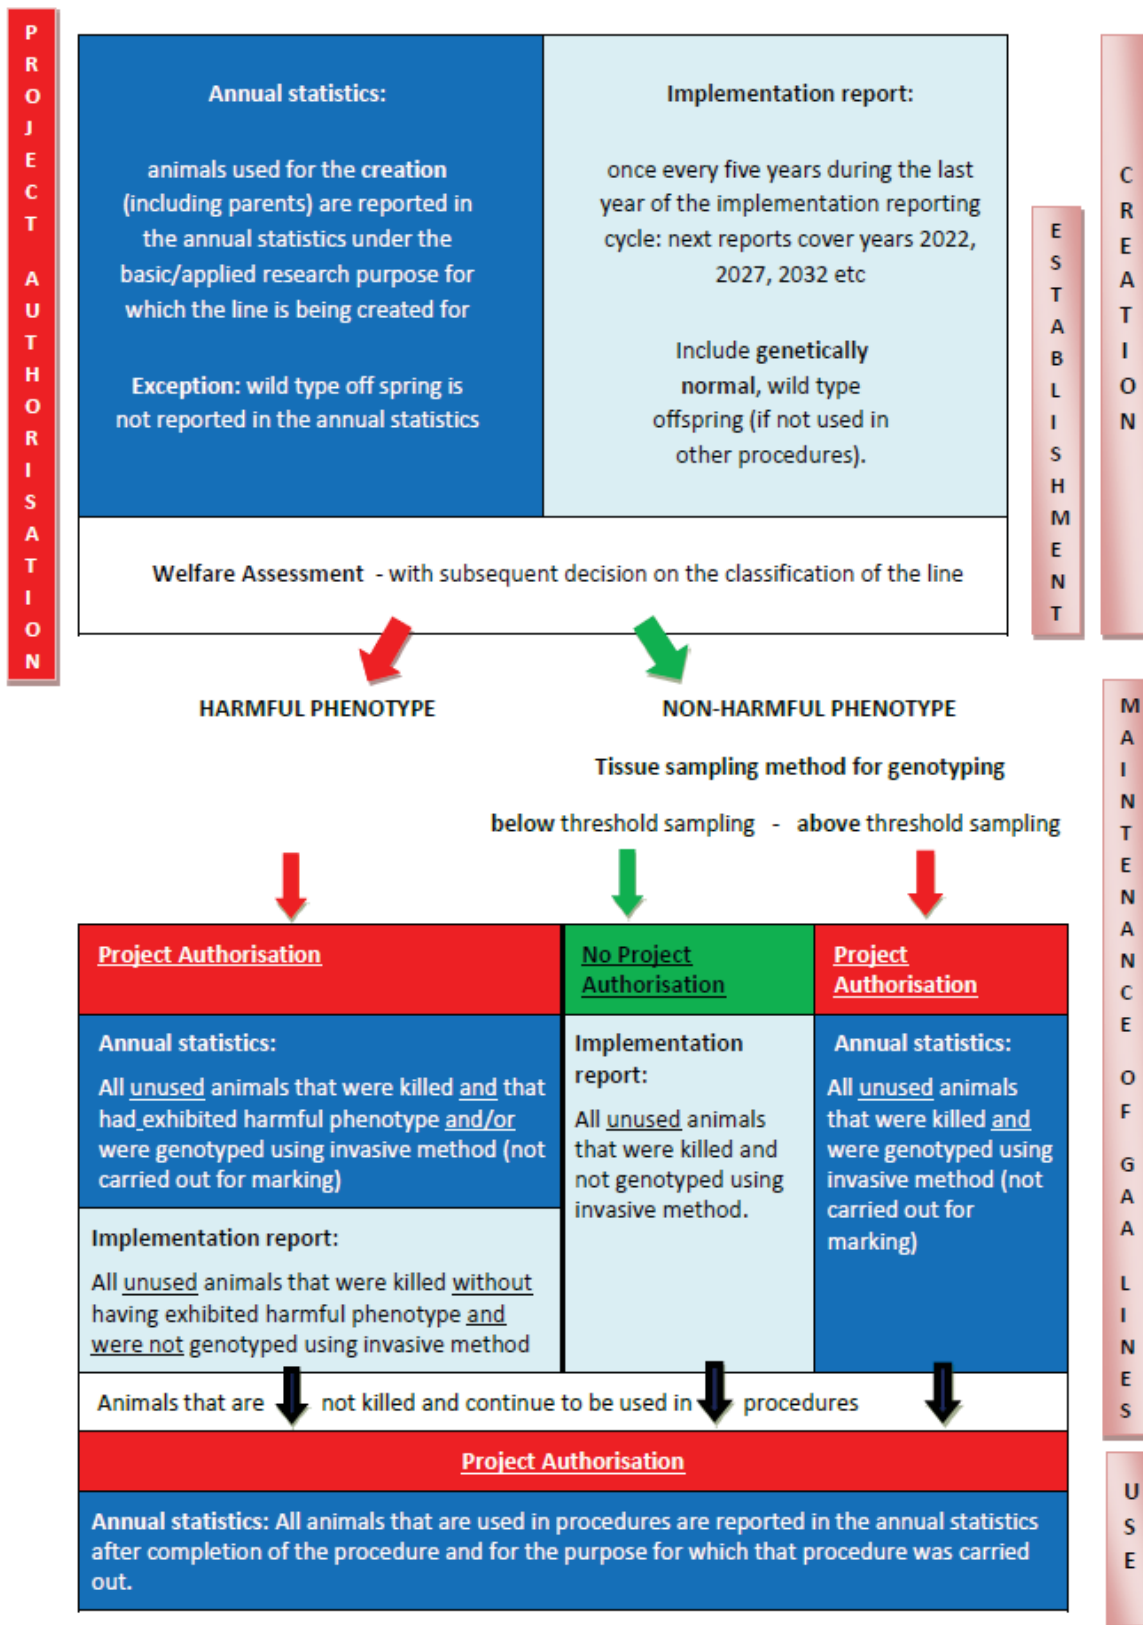 PROJECT AUTHORISATION
Annual statistics:
animals used for the creation
(including parents) are reported in
the annual statistics under the
basic/applied research purpose for
which the line is being created for
Exception: wild type off spring is
not reported in the annual statistics
Implementation report:
once every five years during the last
year of the implementation reporting
cycle: next reports cover years 2022,
2027, 2032 etc
Include genetically
normal, wild type
offspring (if not used in
other procedures).
ESTABLISHMENT
CREATION
Welfare Assessment - with subsequent decision on the classification of the line
HARMFUL PHENOTYPE
NON-HARMFUL PHENOTYPE
Tissue sampling method for genotyping
below threshold sampling - above threshold sampling
MAINTENANCE OF GAA LINES
Project Authorisation
Annual statistics:
All unused animals that were killed and that
had exhibited harmful phenotype and/or
were genotyped using invasive method (not
carried out for marking)
Implementation report:
All unused animals that were killed without
having exhibited harmful phenotype and
were not genotyped using invasive method
No Project
Authorisation
Implementation
report:
All unused animals
that were killed and
not genotyped using
invasive method.
Project
Authorisation
Annual statistics:
All unused animals
that were killed and
were genotyped using
invasive method (not
carried out for
marking)
Animals that are not killed and continue to be used in procedures
Project Authorisation
Annual statistics: All animals that are used in procedures are reported in the annual statistics
after completion of the procedure and for the purpose for which that procedure was carried
out.
USE